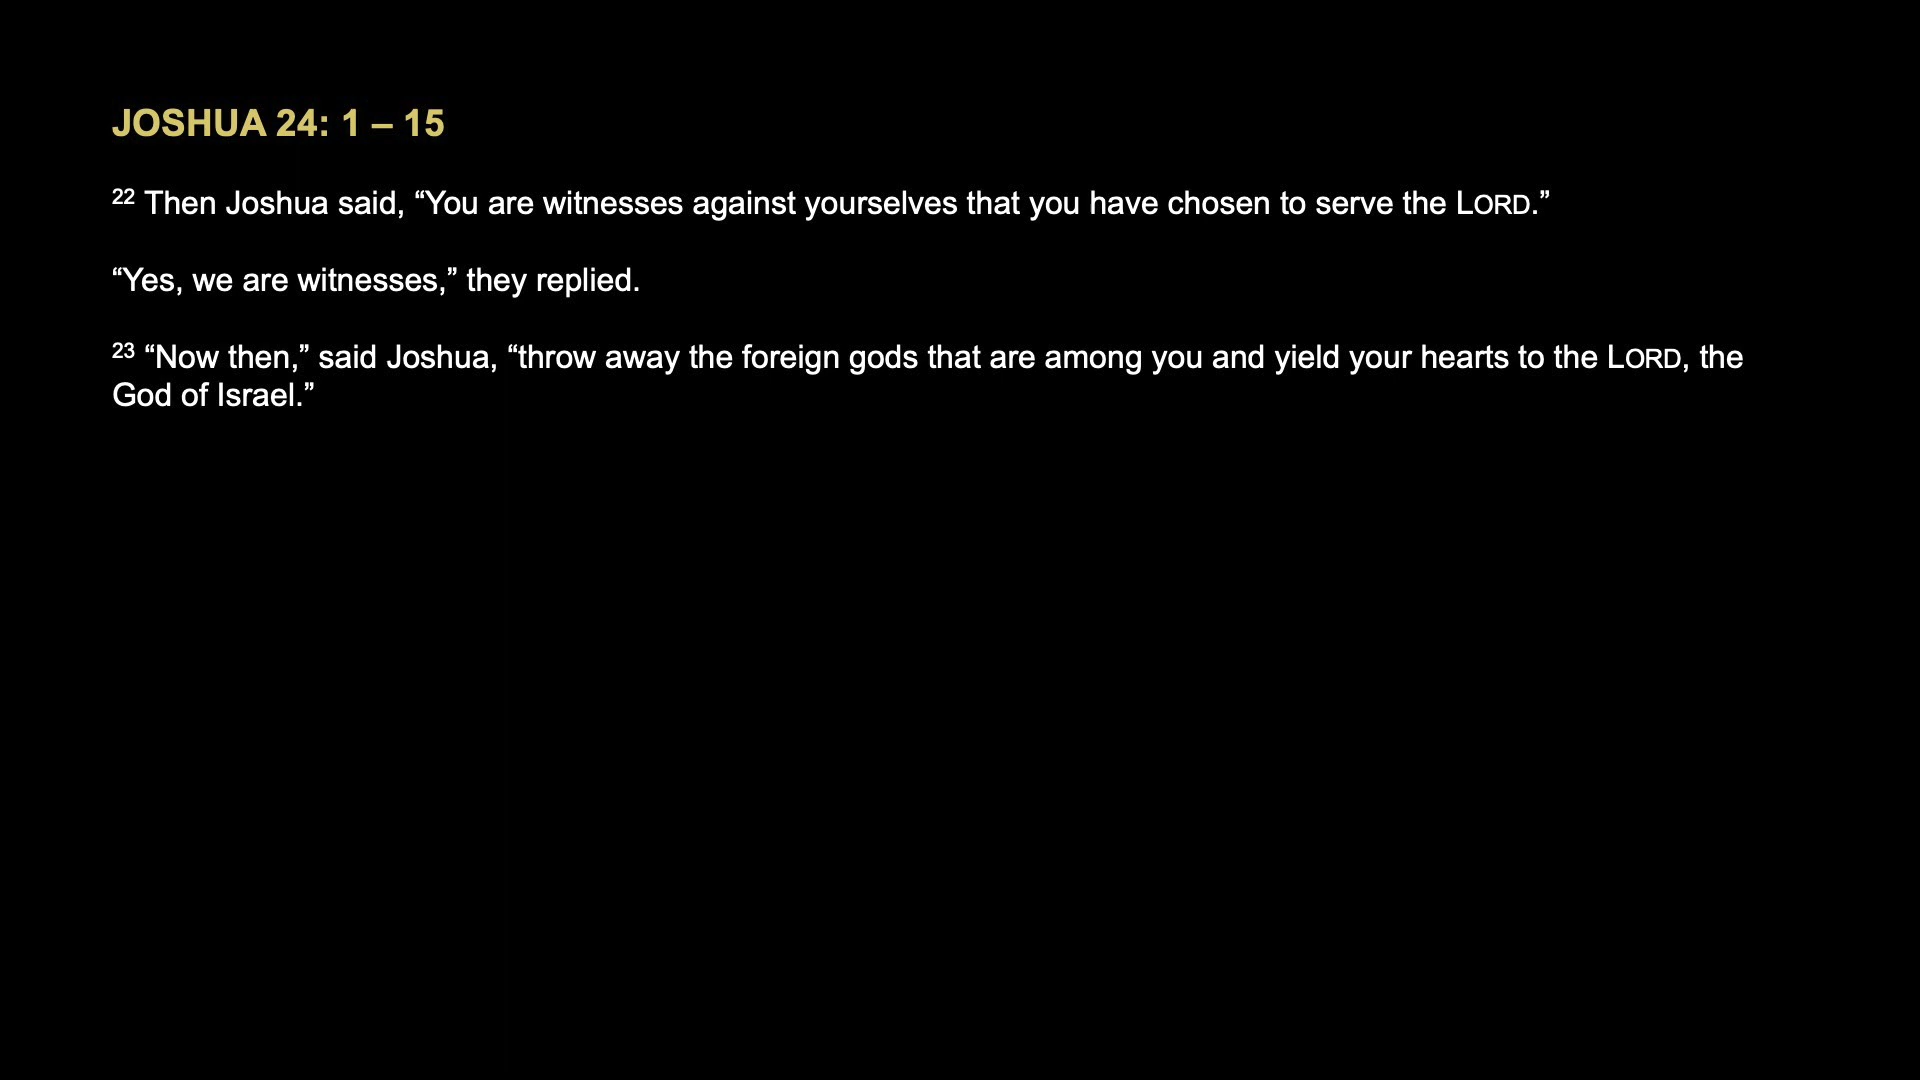 JOSHUA 24: 1 – 15
22 Then Joshua said, “You are witnesses against yourselves that you have chosen to serve the LORD.”
“Yes, we are witnesses,” they replied.
23 “Now then,” said Joshua, “throw away the foreign gods that are among you and yield your hearts to the LORD, the
God of Israel.”